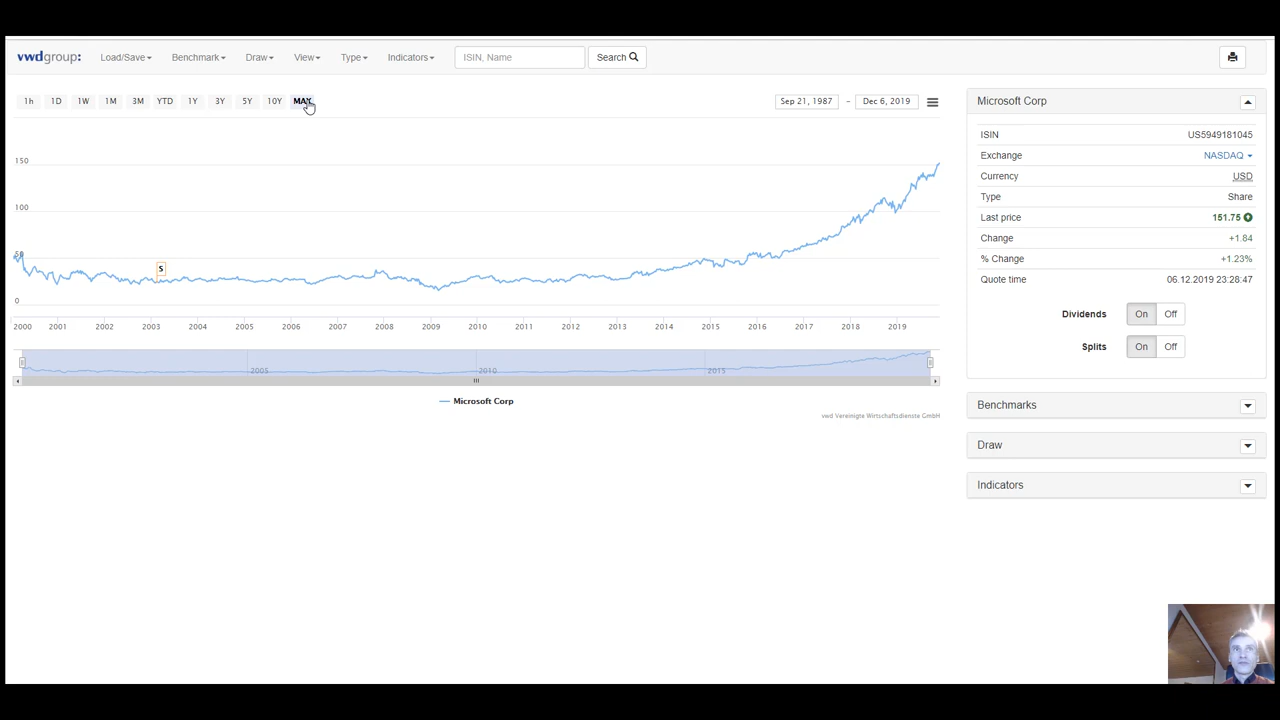 vwdgroup: Load/Save Benchmark Draw View Type Indicators ISIN, Name Search
1h 1D 1W 1M 3M YTD 1Y 3Y 5Y 10Y MAX Sep 21, 1987 – Dec 6, 2019
150
100
50
0
S
2000 2001 2002 2003 2004 2005 2006 2007 2008 2009 2010 2011 2012 2013 2014 2015 2016 2017 2018 2019
2005 2010 2015
Microsoft Corp
vwd Vereinigte Wirtschaftsdienste GmbH
Microsoft Corp
ISIN US5949181045
Exchange NASDAQ
Currency USD
Type Share
Last price 151.75
Change +1.84
% Change +1.23%
Quote time 06.12.2019 23:28:47
Dividends On Off
Splits On Off
Benchmarks
Draw
Indicators